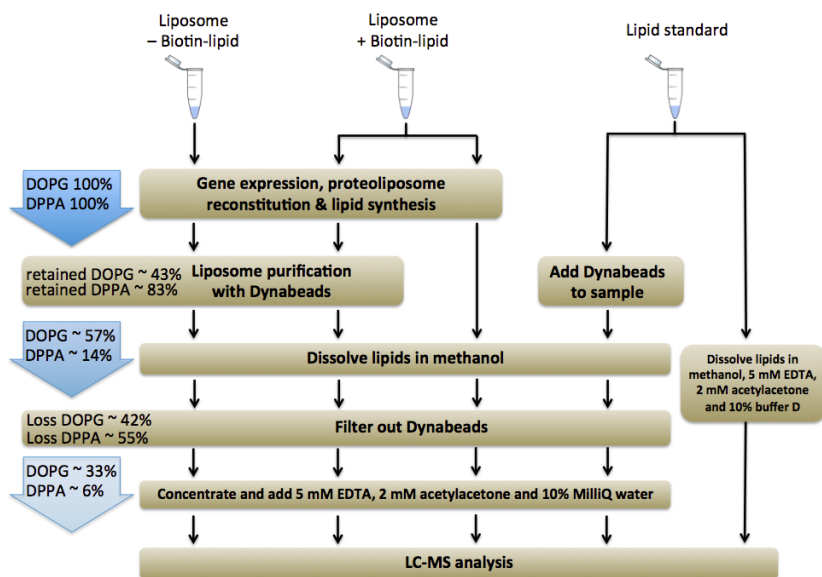 Liposome
– Biotin-lipid
Liposome
+ Biotin-lipid
Lipid standard
DOPG 100%
DPPA 100%
Gene expression, proteoliposome
reconstitution & lipid synthesis
retained DOPG ~ 43%
retained DPPA ~ 83%
Liposome purification
with Dynabeads
Add Dynabeads
to sample
DOPG ~ 57%
DPPA ~ 14%
Dissolve lipids in methanol
Dissolve lipids in
methanol, 5 mM EDTA,
2 mM acetylacetone
and 10% buffer D
Loss DOPG ~ 42%
Loss DPPA ~ 55%
Filter out Dynabeads
DOPG ~ 33%
DPPA ~ 6%
Concentrate and add 5 mM EDTA, 2 mM acetylacetone and 10% MilliQ water
LC-MS analysis